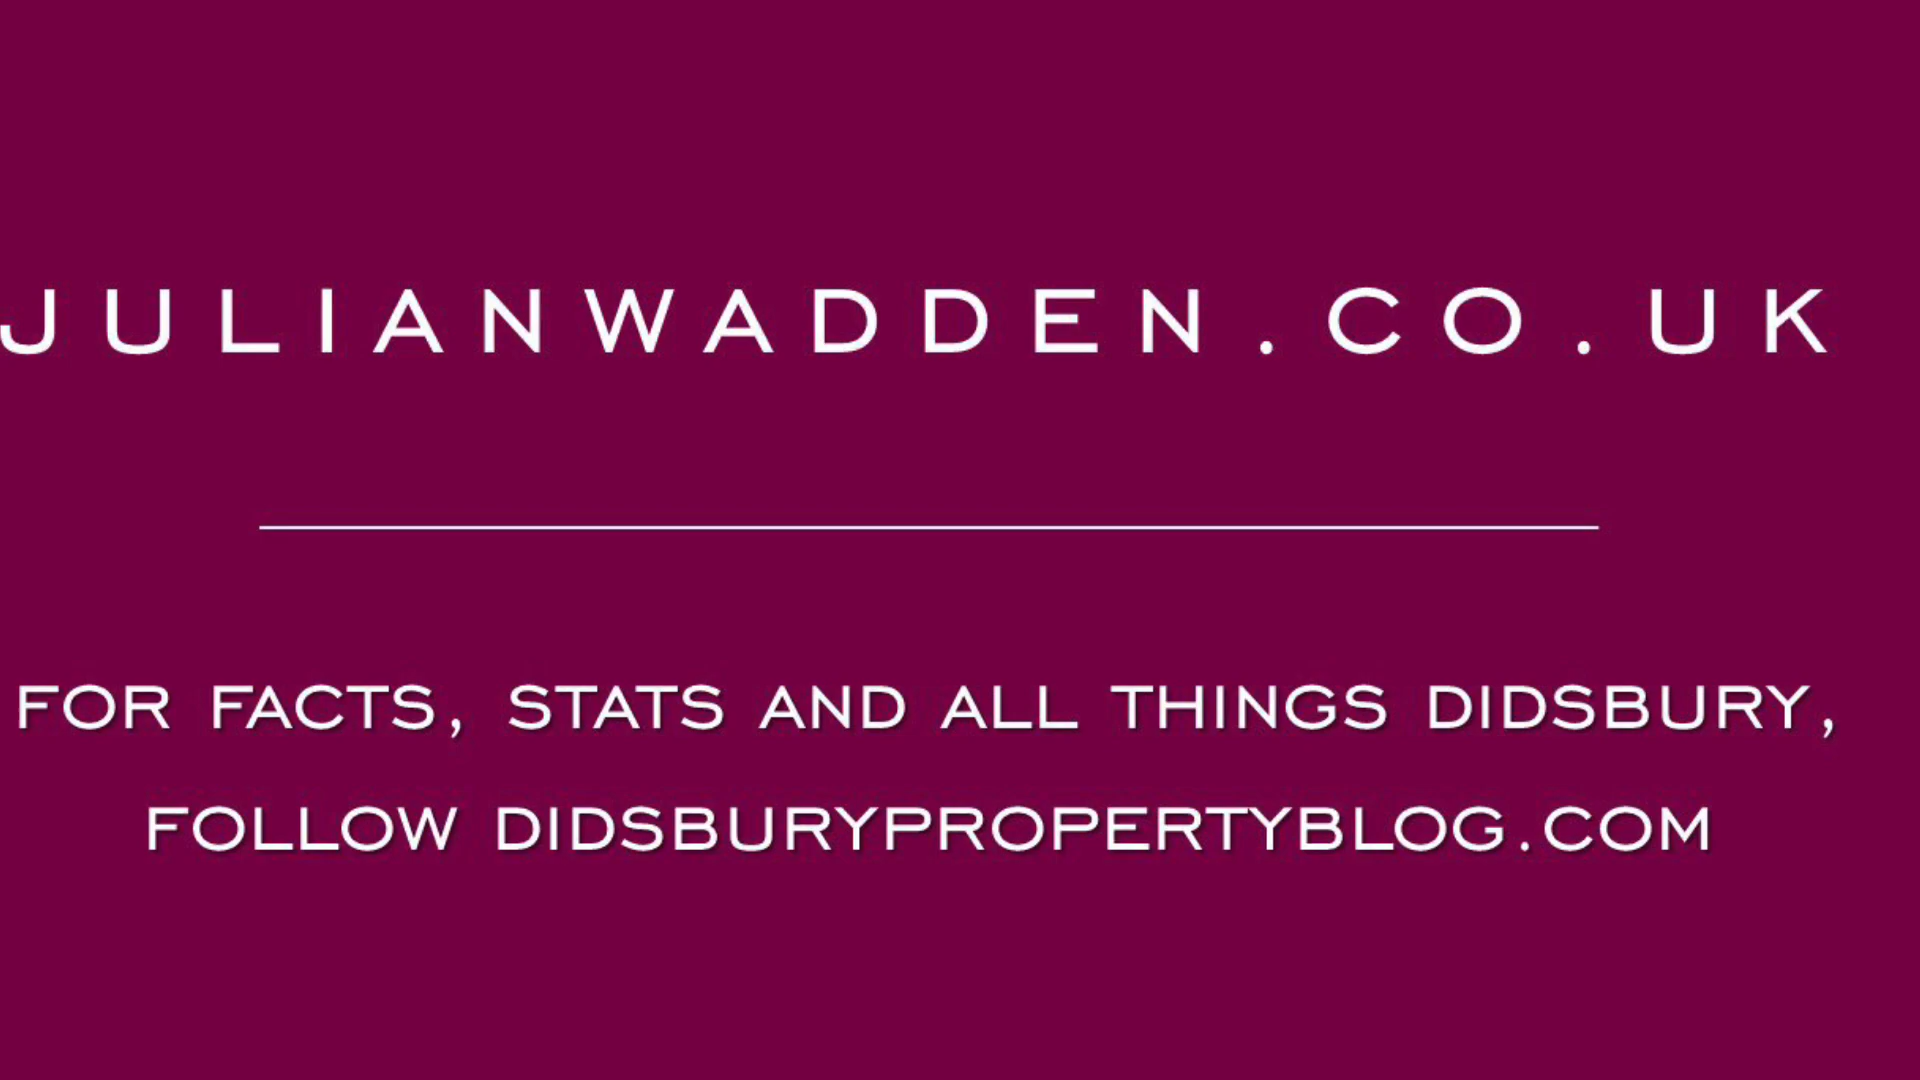 JULIANWADDEN.CO.UK
FOR FACTS, STATS AND ALL THINGS DIDSBURY,
FOLLOW DIDSBURYPROPERTYBLOG.COM